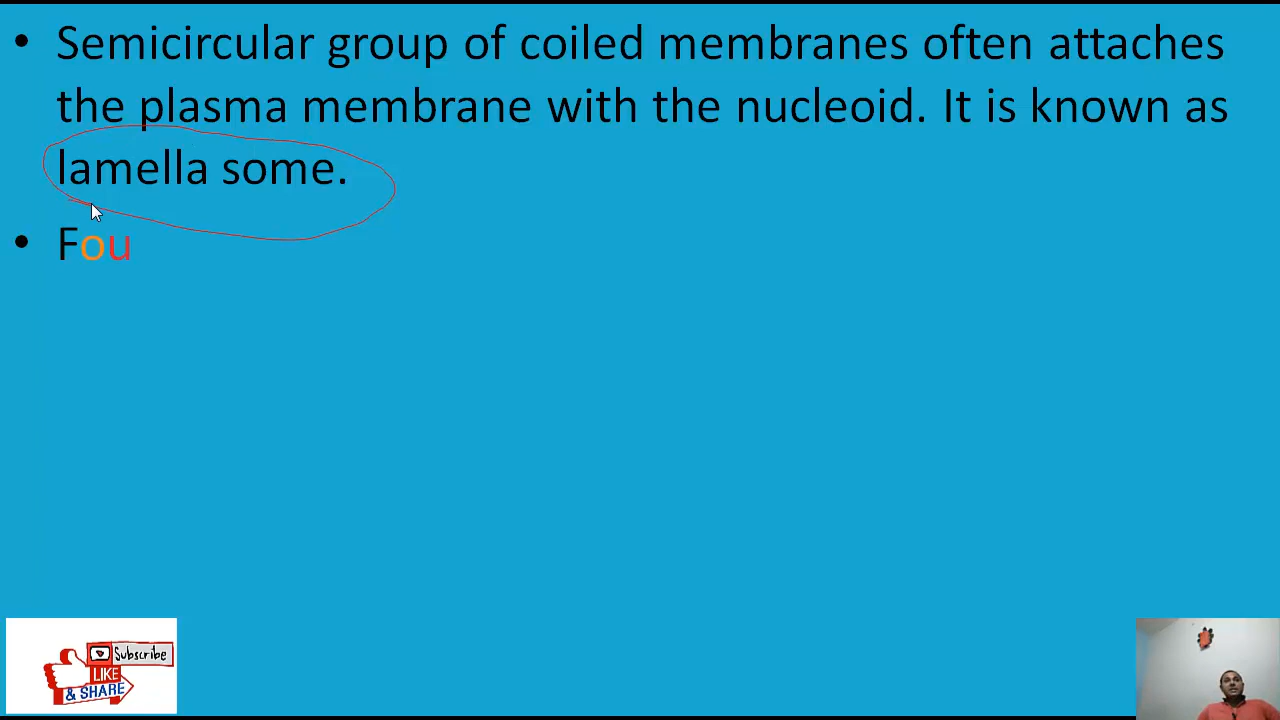 • Semicircular group of coiled membranes often attaches
the plasma membrane with the nucleoid. It is known as
lamella some.
• Fou
Subscribe
LIKE
& SHARE